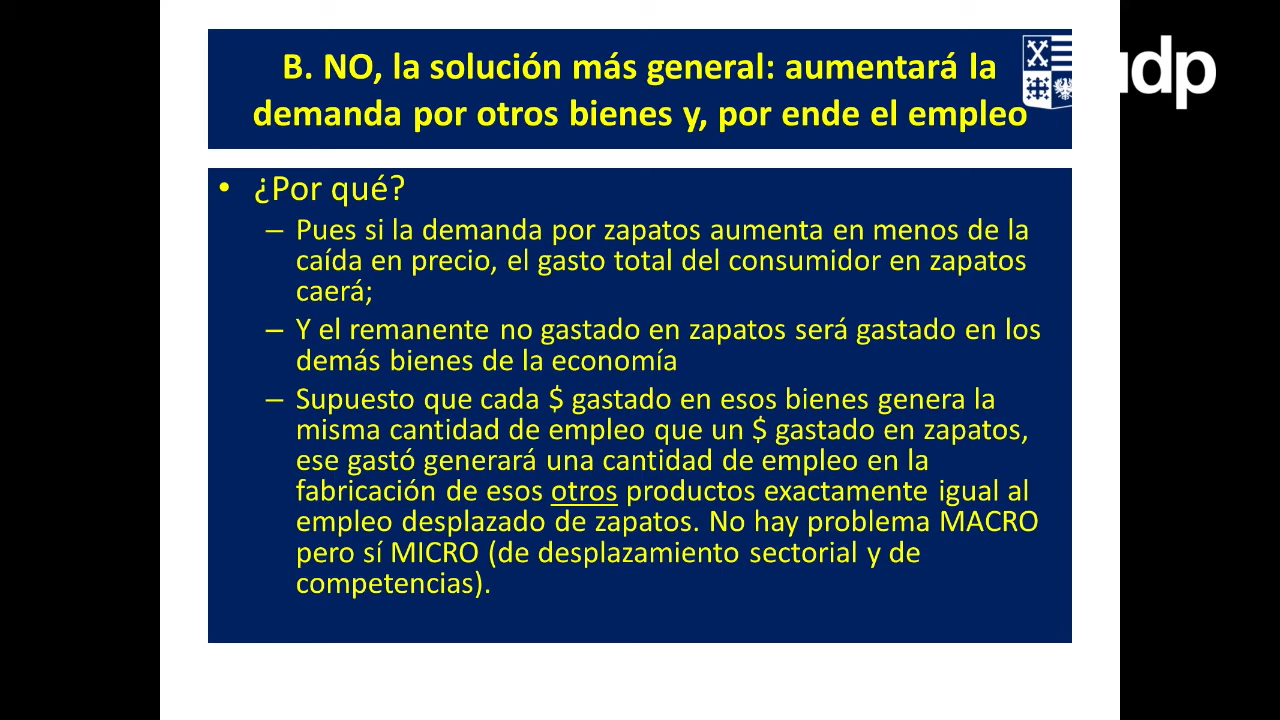 B. NO, la solución más general: aumentará la
demanda por otros bienes y, por ende el empleo
udp
• ¿Por qué?
– Pues si la demanda por zapatos aumenta en menos de la
caída en precio, el gasto total del consumidor en zapatos
caerá;
– Y el remanente no gastado en zapatos será gastado en los
demás bienes de la economía
– Supuesto que cada $ gastado en esos bienes genera la
misma cantidad de empleo que un $ gastado en zapatos,
ese gastó generará una cantidad de empleo en la
fabricación de esos otros productos exactamente igual al
empleo desplazado de zapatos. No hay problema MACRO
pero sí MICRO (de desplazamiento sectorial y de
competencias).